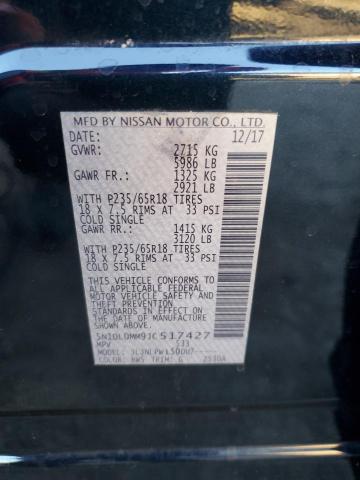 MFD BY NISSAN MOTOR CO., LTD.
DATE: 12/17
GVWR: 2715 KG
5986 LB
GAWR FR.: 1325 KG
2921 LB
WITH P235/65R18 TIRES
18 X 7.5 RIMS AT 33 PSI
COLD SINGLE
GAWR RR.: 1415 KG
3120 LB
WITH P235/65R18 TIRES
18 X 7.5 RIMS AT 33 PSI
COLD SINGLE
THIS VEHICLE CONFORMS TO ALL
APPLICABLE U.S. FEDERAL
MOTOR VEHICLE SAFETY AND
THEFT PREVENTION STANDARDS
IN EFFECT ON THE DATE OF
MANUFACTURE SHOWN ABOVE.
5N1DL0MM9JC517427
MPV
MODEL:
COLOR: TRIM: G